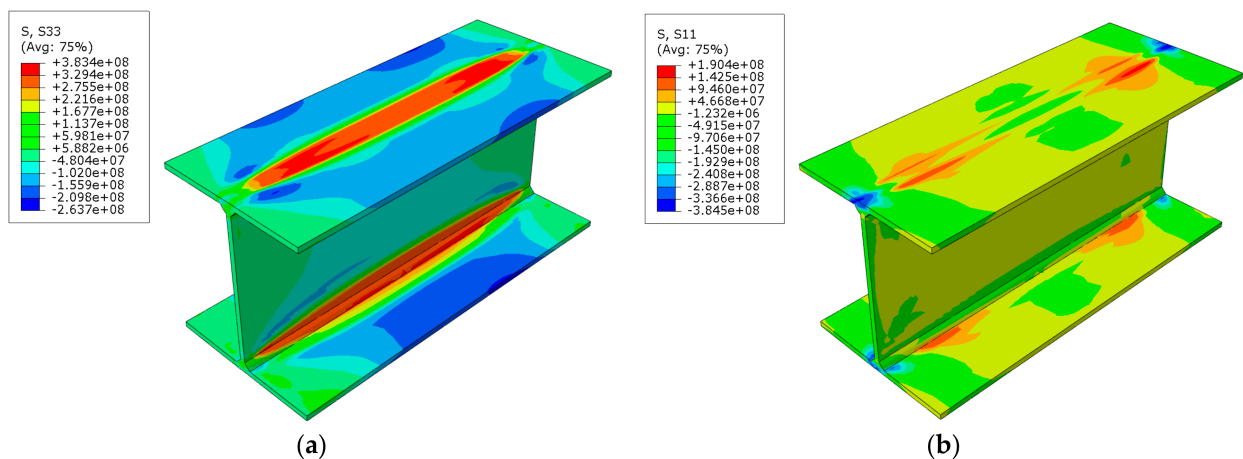 S, S33
(Avg: 75%)
+3.834e+08
+3.294e+08
+2.755e+08
+2.216e+08
+1.677e+08
+1.137e+08
+5.981e+07
+5.882e+06
-4.804e+07
-1.020e+08
-1.559e+08
-2.098e+08
-2.637e+08
S, S11
(Avg: 75%)
+1.904e+08
+1.425e+08
+9.460e+07
+4.668e+07
-1.232e+06
-4.915e+07
-9.706e+07
-1.450e+08
-1.929e+08
-2.408e+08
-2.887e+08
-3.366e+08
-3.845e+08
(a)
(b)